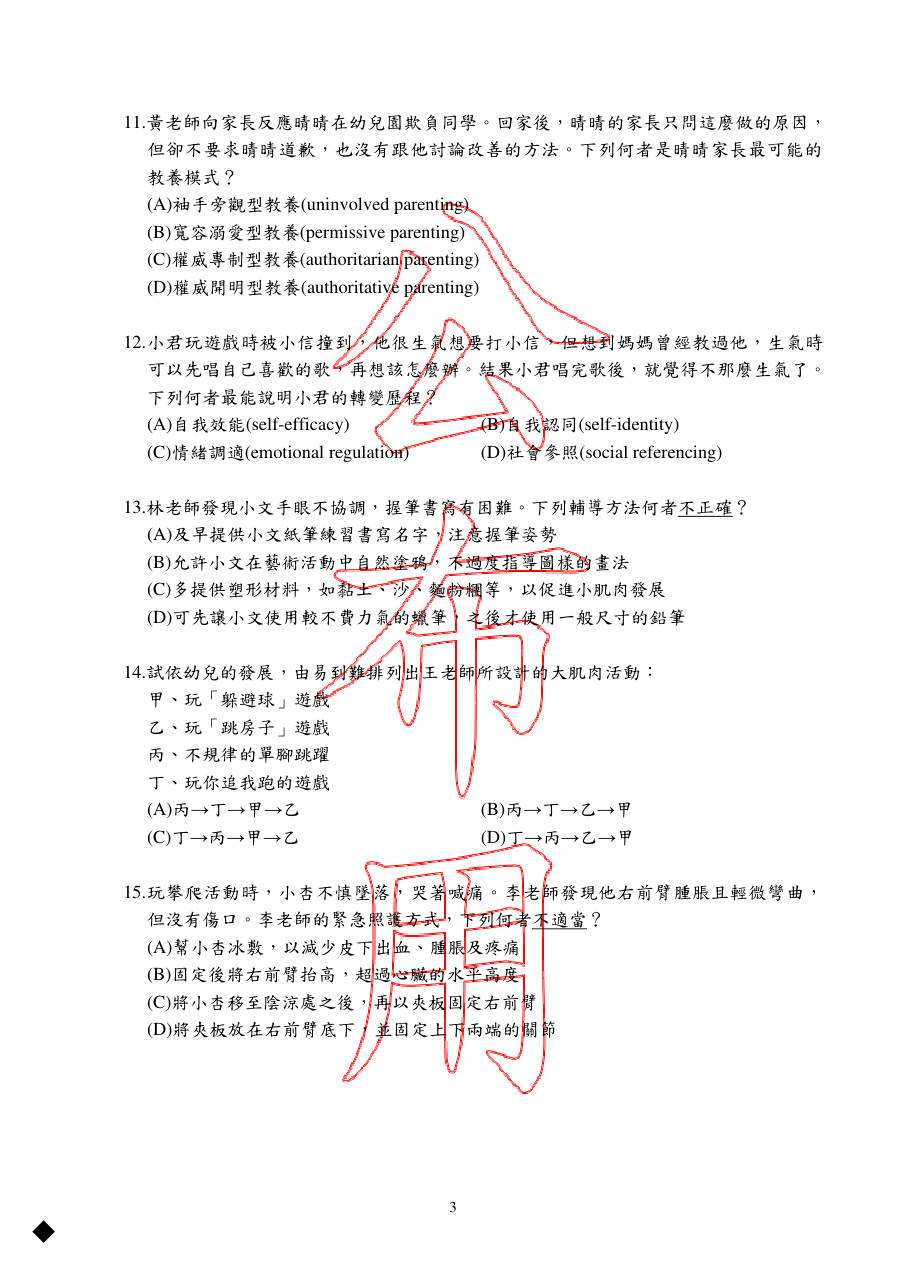 11.黃老師向家長反應晴晴在幼兒園欺負同學。回家後，晴晴的家長只問這麼做的原因，
但卻不要求晴晴道歉，也沒有跟他討論改善的方法。下列何者是晴晴家長最可能的
教養模式？
(A)袖手旁觀型教養(uninvolved parenting)
(B)寬容溺愛型教養(permissive parenting)
(C)權威專制型教養(authoritarian parenting)
(D)權威開明型教養(authoritative parenting)
12.小君玩遊戲時被小信撞到，他很生氣想要打小信，但想到媽媽曾經教過他，生氣時
可以先唱自己喜歡的歌，再想該怎麼辦。結果小君唱完歌後，就覺得不那麼生氣了。
下列何者最能說明小君的轉變歷程？
(A)自我效能(self-efficacy) (B)自我認同(self-identity)
(C)情緒調適(emotional regulation) (D)社會參照(social referencing)
13.林老師發現小文手眼不協調，握筆書寫有困難。下列輔導方法何者不正確？
(A)及早提供小文紙筆練習書寫名字，注意握筆姿勢
(B)允許小文在藝術活動中自然塗鴉，不過度指導圖樣的畫法
(C)多提供塑形材料，如黏土、沙、麵粉糰等，以促進小肌肉發展
(D)可先讓小文使用較不費力氣的蠟筆，之後才使用一般尺寸的鉛筆
14.試依幼兒的發展，由易到難排列出王老師所設計的大肌肉活動：
甲、玩「躲避球」遊戲
乙、玩「跳房子」遊戲
丙、不規律的單腳跳躍
丁、玩你追我跑的遊戲
(A)丙→丁→甲→乙 (B)丙→丁→乙→甲
(C)丁→丙→甲→乙 (D)丁→丙→乙→甲
15.玩攀爬活動時，小杏不慎墜落，哭著喊痛。李老師發現他右前臂腫脹且輕微彎曲，
但沒有傷口。李老師的緊急照護方式，下列何者不適當？
(A)幫小杏冰敷，以減少皮下出血、腫脹及疼痛
(B)固定後將右前臂抬高，超過心臟的水平高度
(C)將小杏移至陰涼處之後，再以夾板固定右前臂
(D)將夾板放在右前臂底下，並固定上下兩端的關節
公
布
用
3